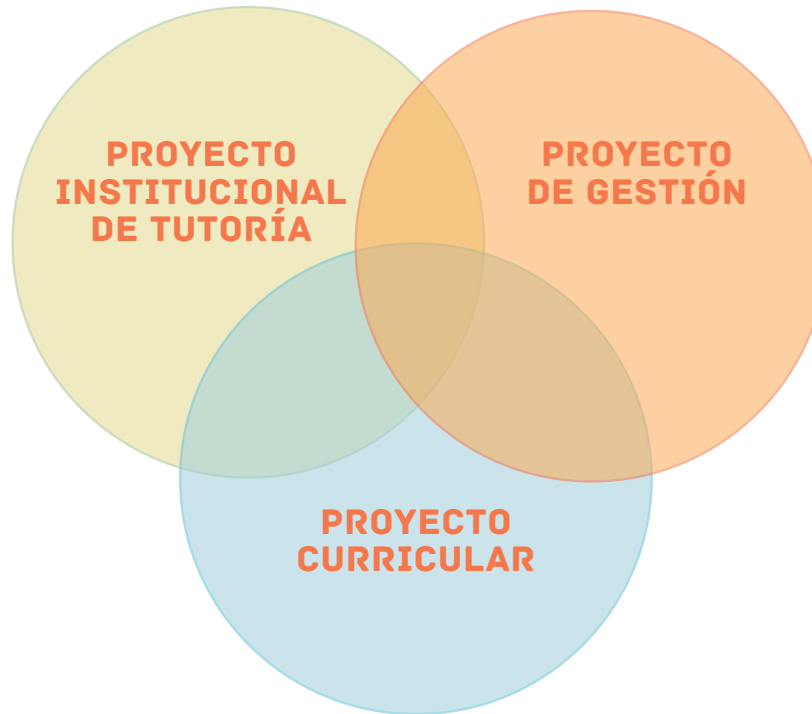 PROYECTO
INSTITUCIONAL
DE TUTORÍA
PROYECTO
DE GESTIÓN
PROYECTO
CURRICULAR